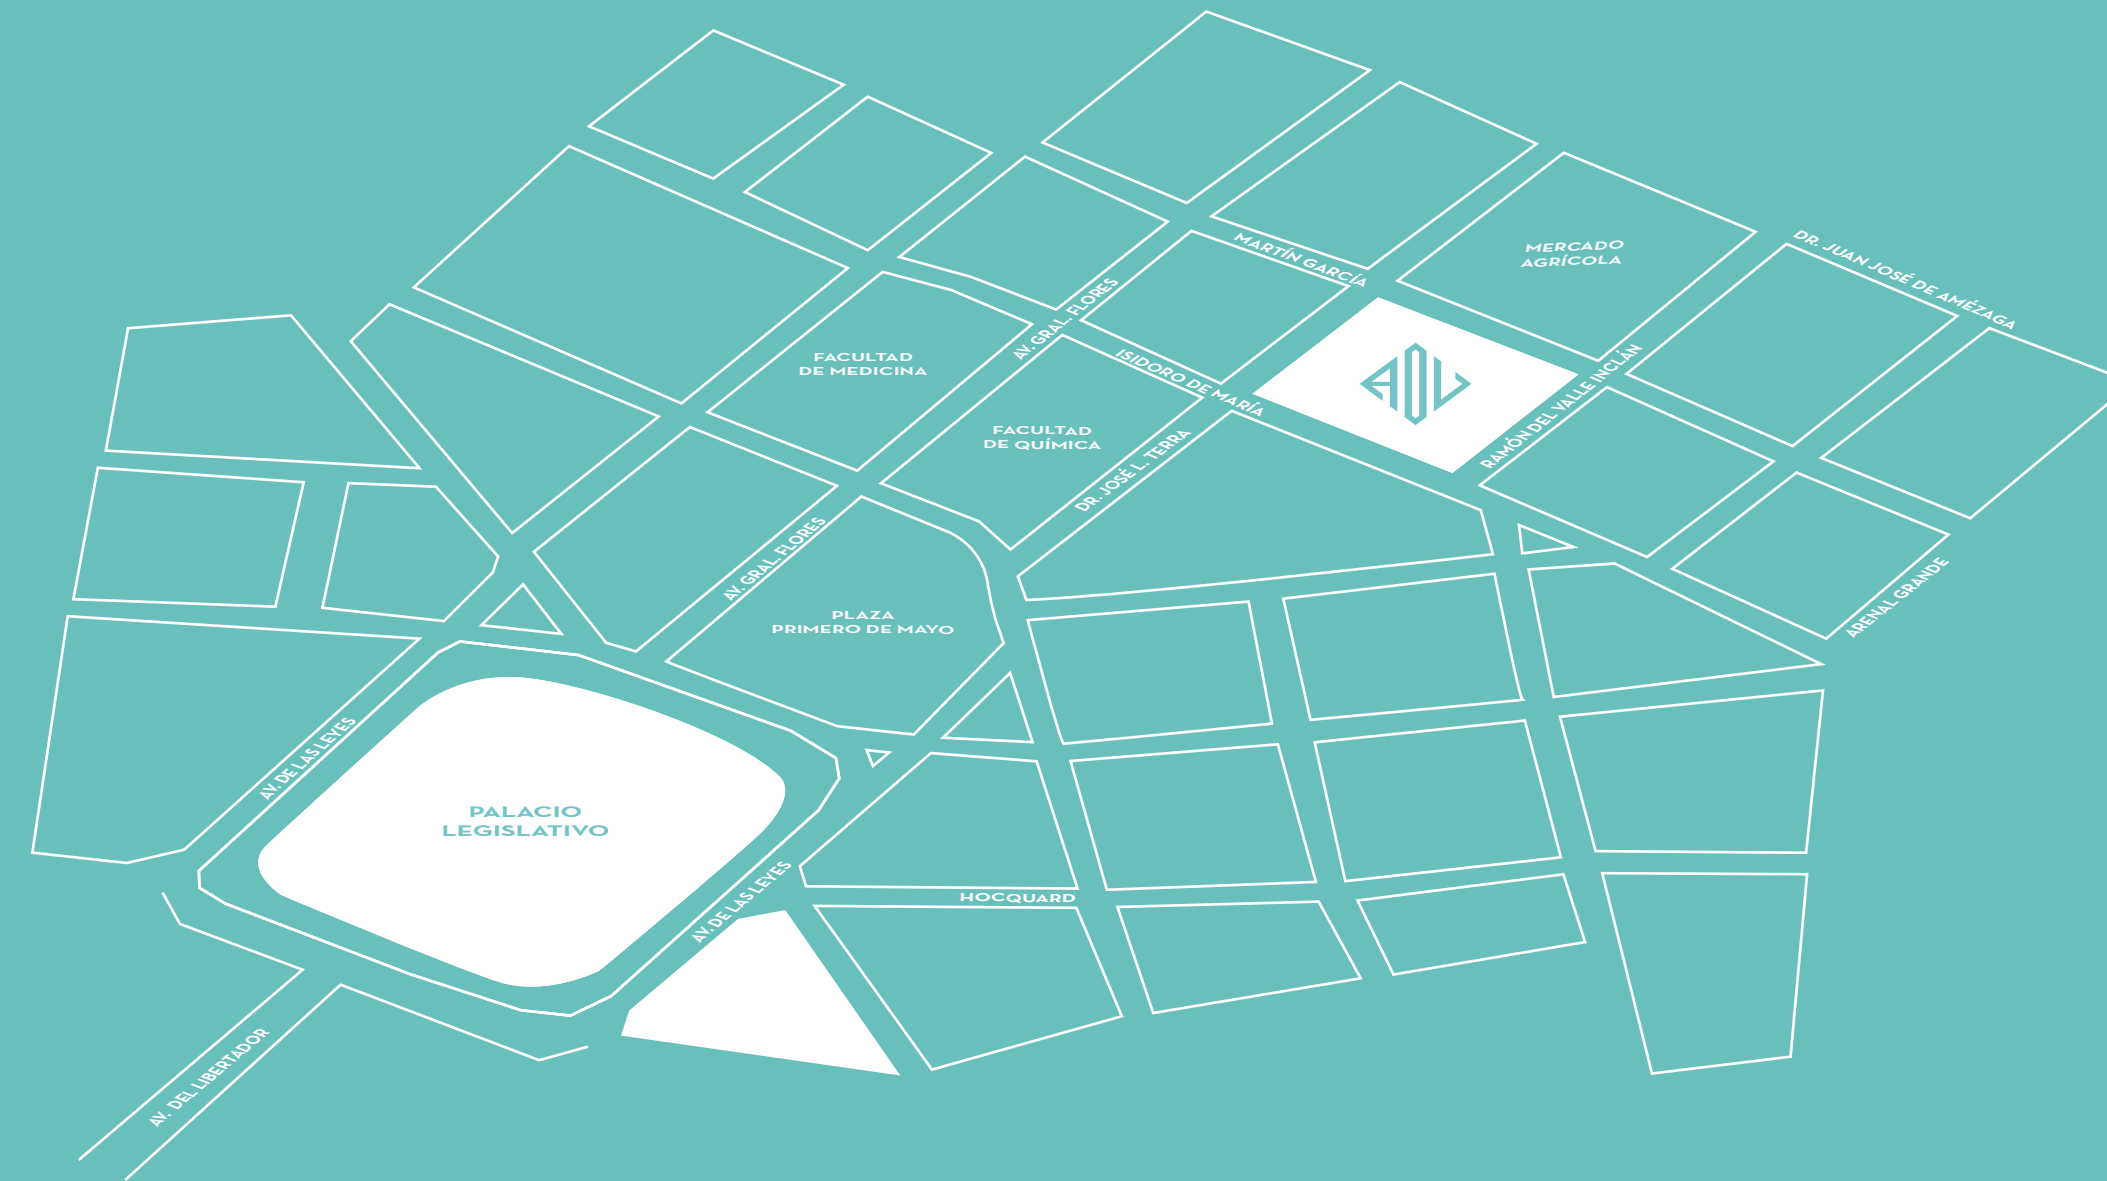 DR. JUAN JOSÉ DE AMÉZAGA
MARTÍN GARCÍA
MERCADO
AGRÍCOLA
AV. GRAL. FLORES
ISIDORO DE MARÍA
FACULTAD
DE MEDICINA
RAMÓN DEL VALLE INCLÁN
FACULTAD
DE QUÍMICA
DR. JOSÉ L. TERRA
AV. GRAL. FLORES
ARENAL GRANDE
PLAZA
PRIMERO DE MAYO
AV. DE LAS LEYES
PALACIO
LEGISLATIVO
AV. DE LAS LEYES
HOCQUARD
AV. DEL LIBERTADOR